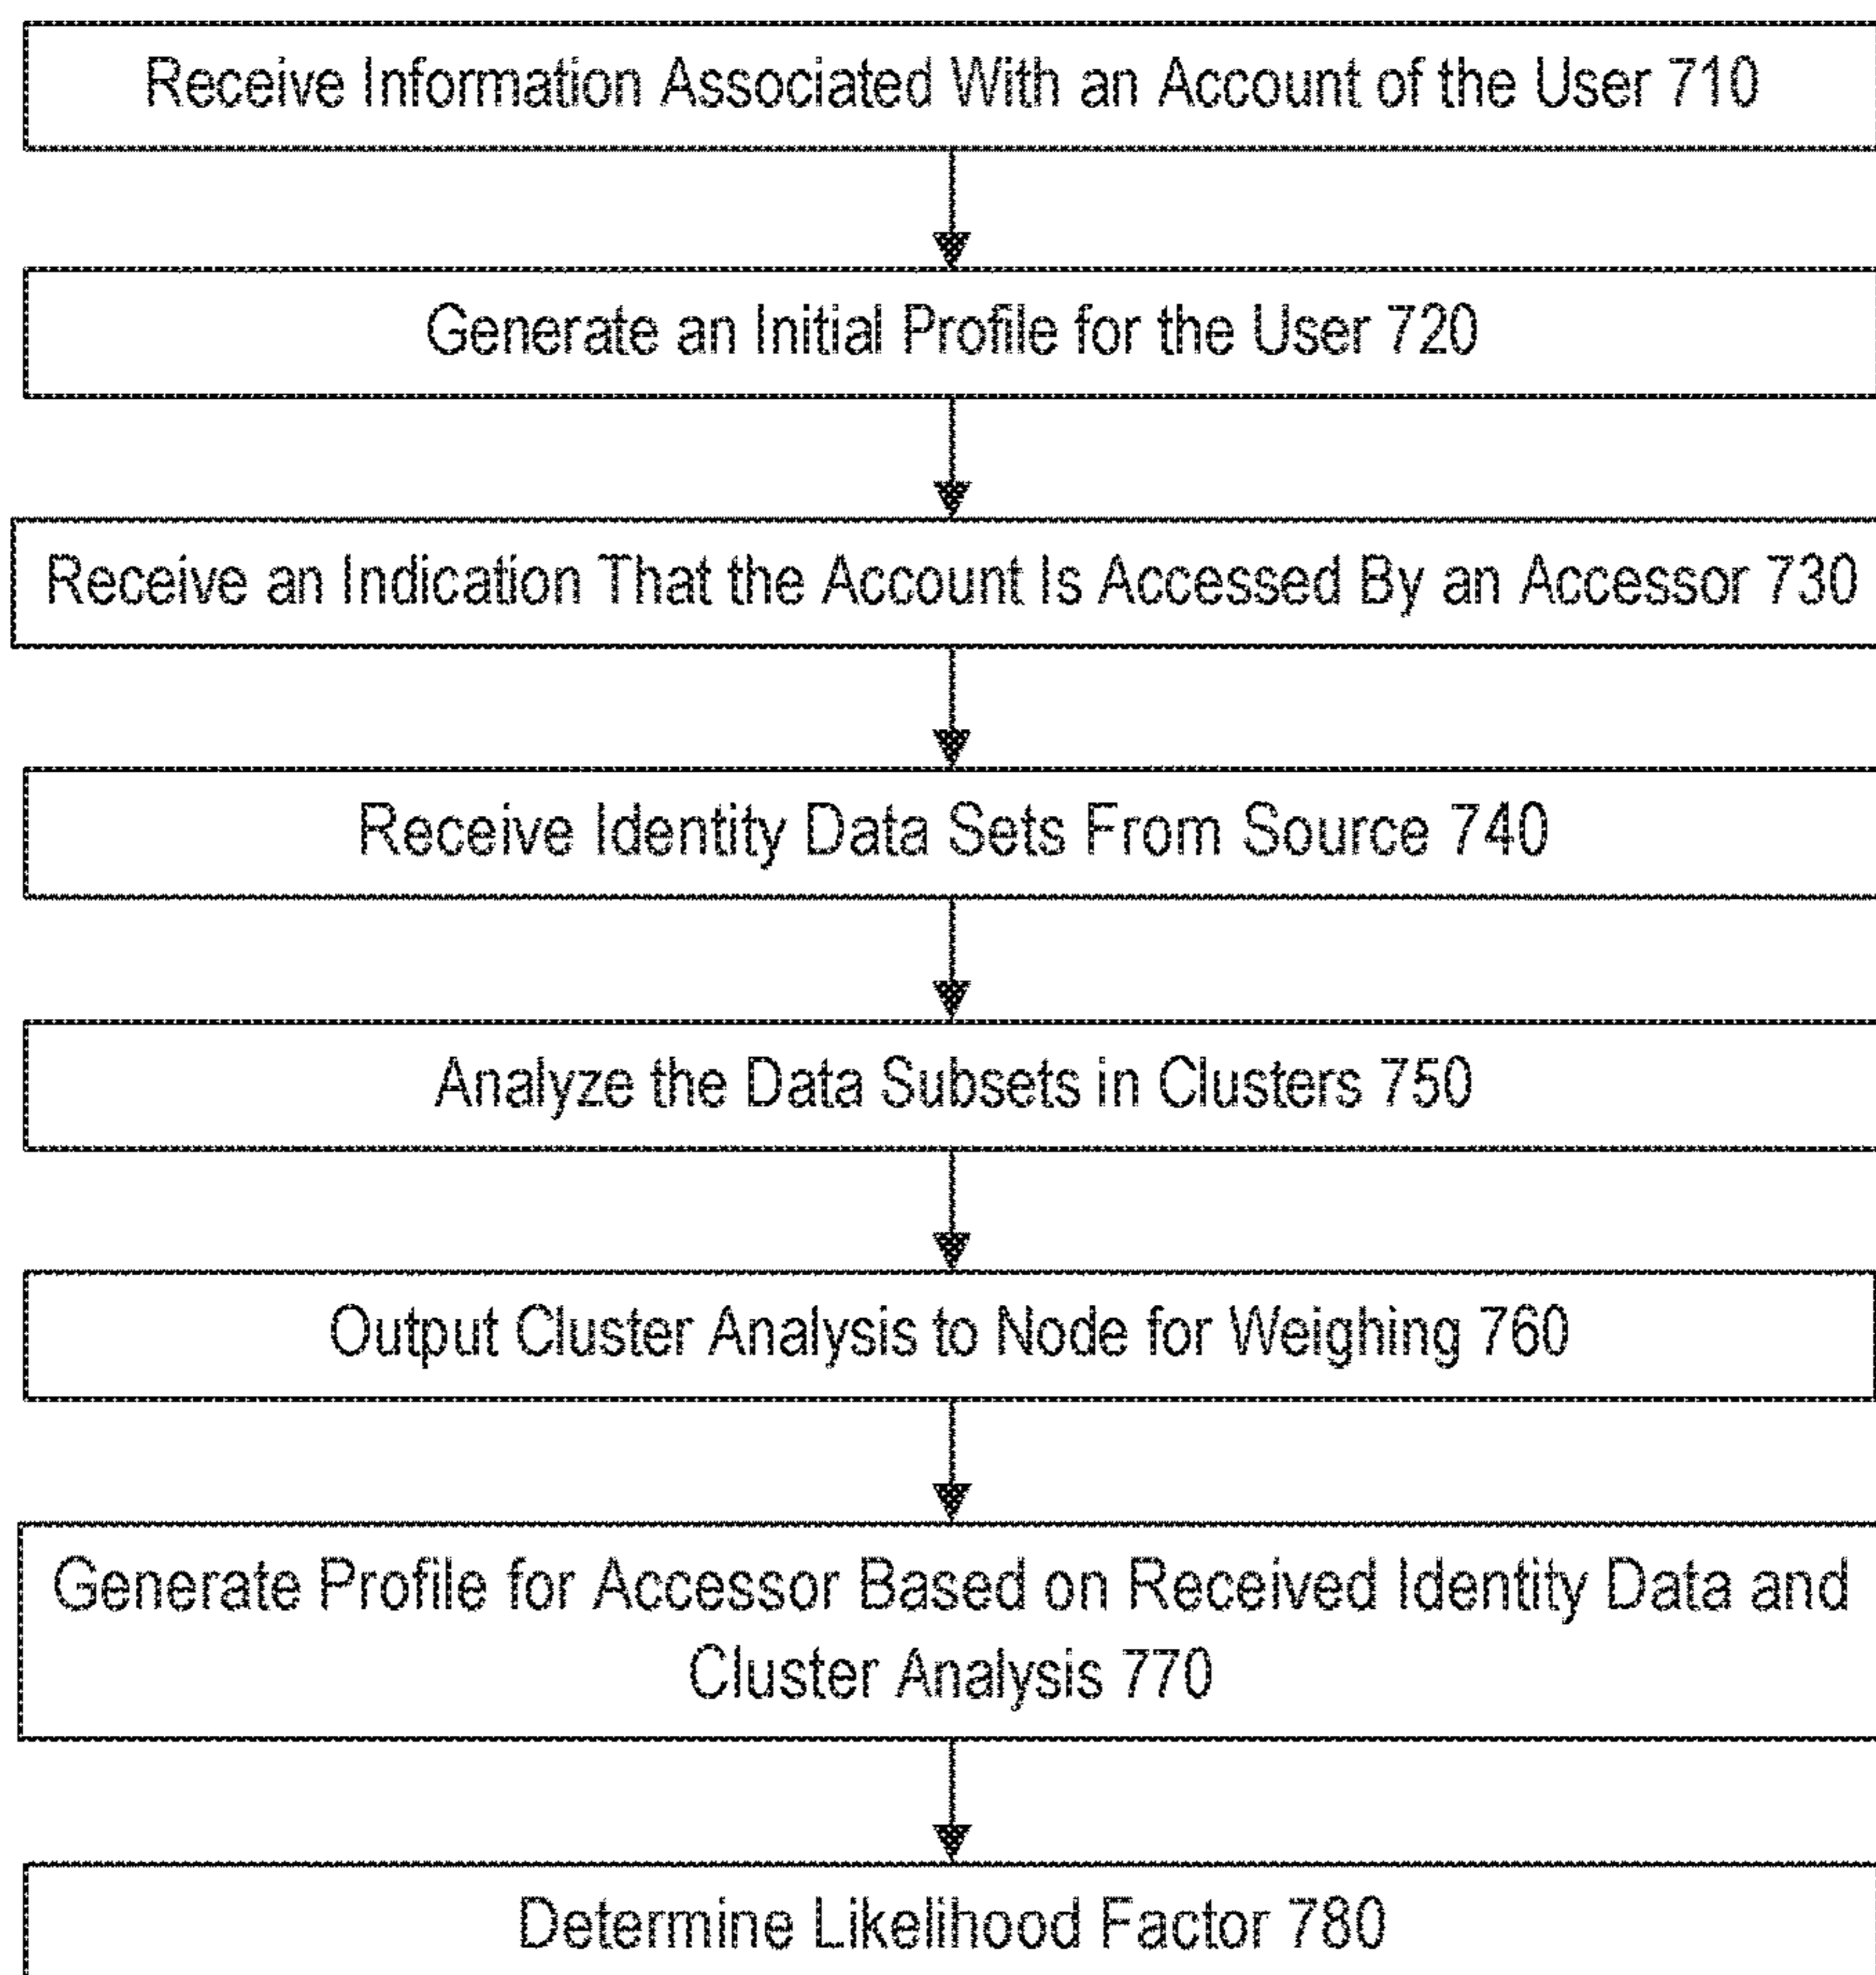 Receive Information Associated With an Account of the User 710
Generate an Initial Profile for the User 720
Receive an Indication That the Account Is Accessed By an Accessor 730
Receive Identity Data Sets From Source 740
Analyze the Data Subsets in Clusters 750
Output Cluster Analysis to Node for Weighing 760
Generate Profile for Accessor Based on Received Identity Data and
Cluster Analysis 770
Determine Likelihood Factor 780